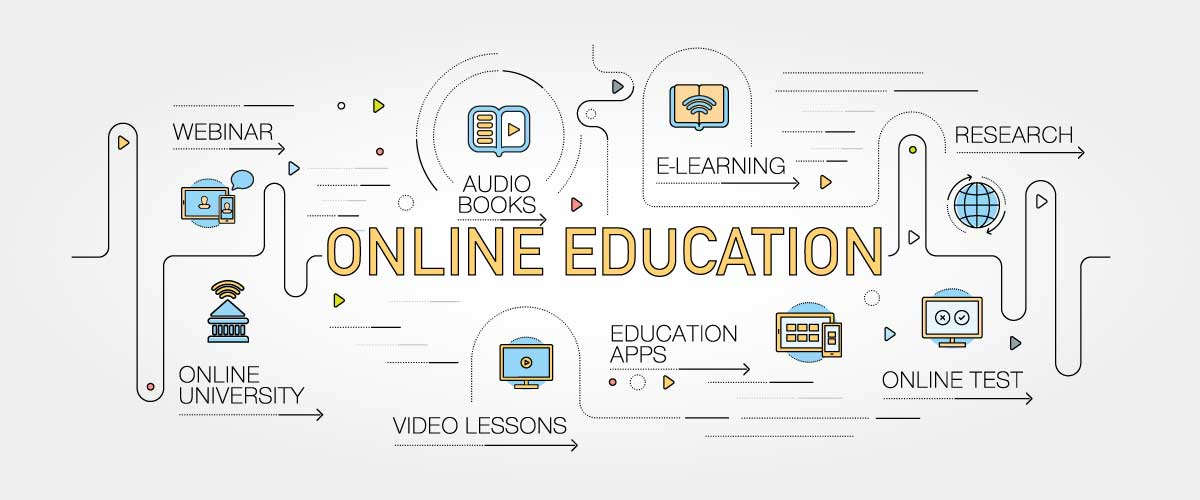 WEBINAR
AUDIO
BOOKS
E-LEARNING
RESEARCH
ONLINE EDUCATION
ONLINE
UNIVERSITY
VIDEO LESSONS
EDUCATION
APPS
ONLINE TEST